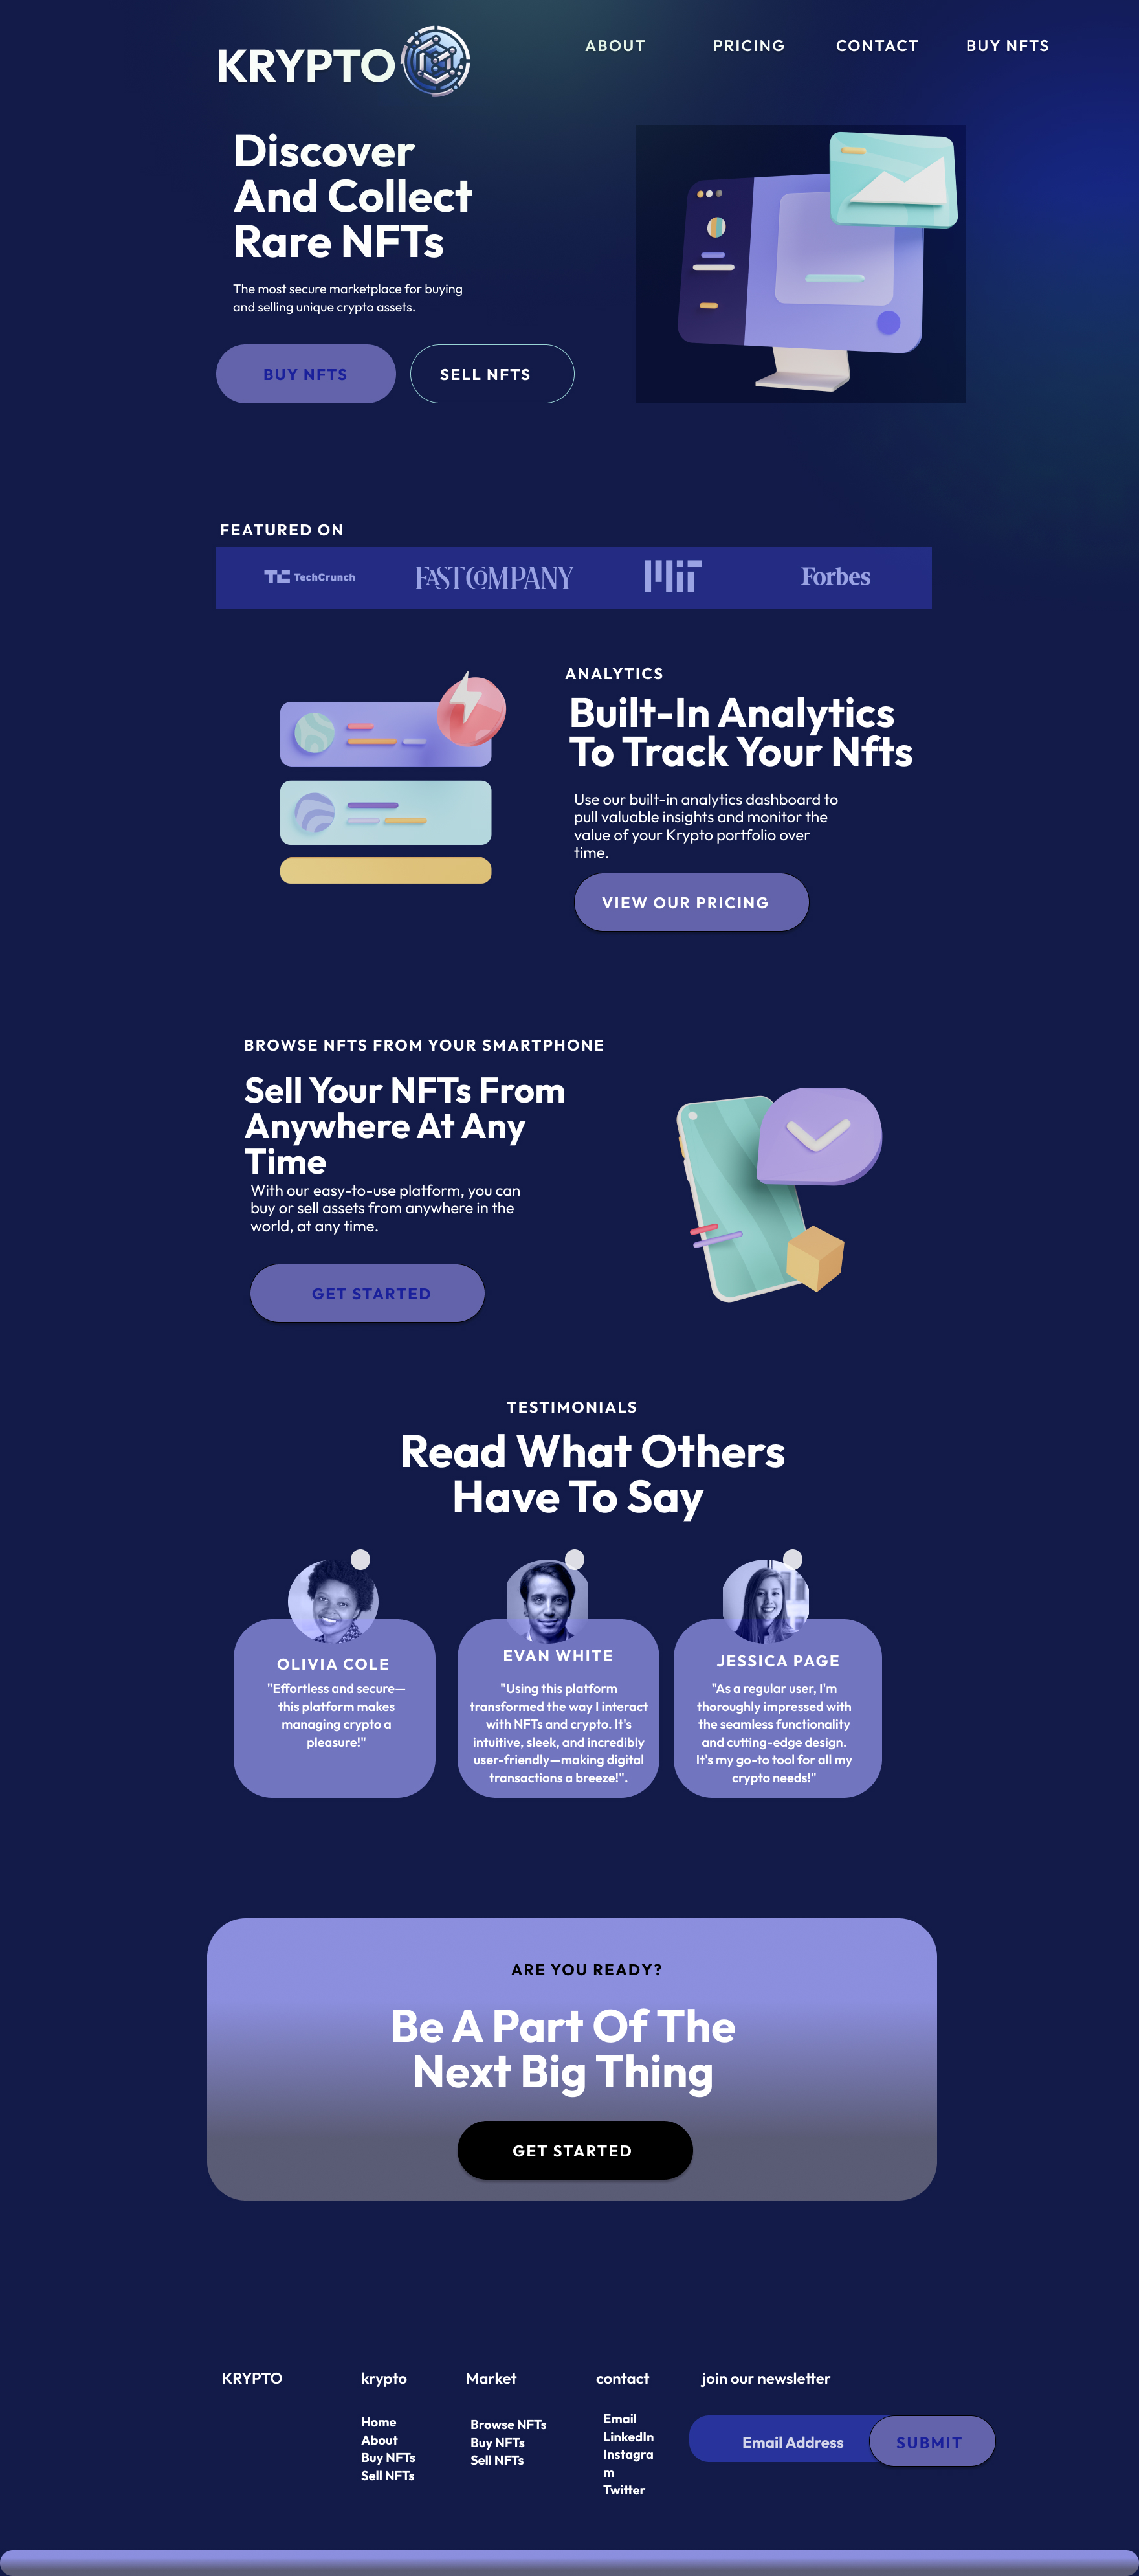 KRYPTO
ABOUT
PRICING
CONTACT
BUY NFTS
Discover
And Collect
Rare NFTs
The most secure marketplace for buying
and selling unique crypto assets.
BUY NFTS
SELL NFTS
FEATURED ON
TC TechCrunch
FAST COMPANY
MIT
Forbes
ANALYTICS
Built-In Analytics
To Track Your Nfts
Use our built-in analytics dashboard to
pull valuable insights and monitor the
value of your Krypto portfolio over
time.
VIEW OUR PRICING
BROWSE NFTS FROM YOUR SMARTPHONE
Sell Your NFTs From
Anywhere At Any
Time
With our easy-to-use platform, you can
buy or sell assets from anywhere in the
world, at any time.
GET STARTED
TESTIMONIALS
Read What Others
Have To Say
OLIVIA COLE
"Effortless and secure—
this platform makes
managing crypto a
pleasure!"
EVAN WHITE
"Using this platform
transformed the way I interact
with NFTs and crypto. It's
intuitive, sleek, and incredibly
user-friendly—making digital
transactions a breeze!".
JESSICA PAGE
"As a regular user, I'm
thoroughly impressed with
the seamless functionality
and cutting-edge design.
It's my go-to tool for all my
crypto needs!"
ARE YOU READY?
Be A Part Of The
Next Big Thing
GET STARTED
KRYPTO
krypto
Home
About
Buy NFTs
Sell NFTs
Market
Browse NFTs
Buy NFTs
Sell NFTs
contact
Email
LinkedIn
Instagra
m
Twitter
join our newsletter
Email Address
SUBMIT